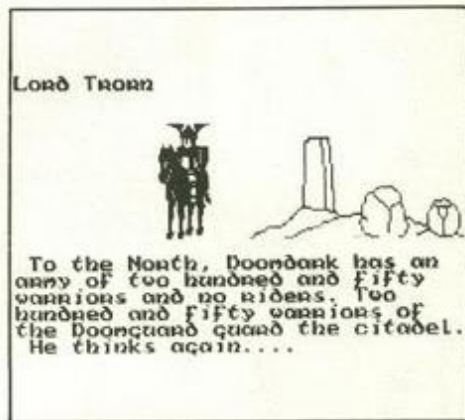 Lord Trorn
To the North, Doomdark has an
army of two hundred and fifty
warriors and no riders. Two
hundred and fifty warriors of
the Doomguard guard the citadel.
He thinks again....